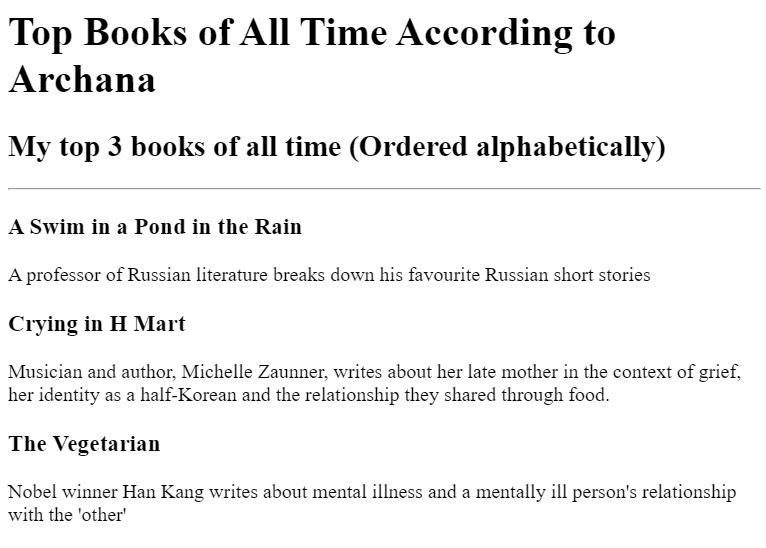 Top Books of All Time According to
Archana
My top 3 books of all time (Ordered alphabetically)
A Swim in a Pond in the Rain
A professor of Russian literature breaks down his favourite Russian short stories
Crying in H Mart
Musician and author, Michelle Zaunner, writes about her late mother in the context of grief,
her identity as a half-Korean and the relationship they shared through food.
The Vegetarian
Nobel winner Han Kang writes about mental illness and a mentally ill person's relationship
with the 'other'